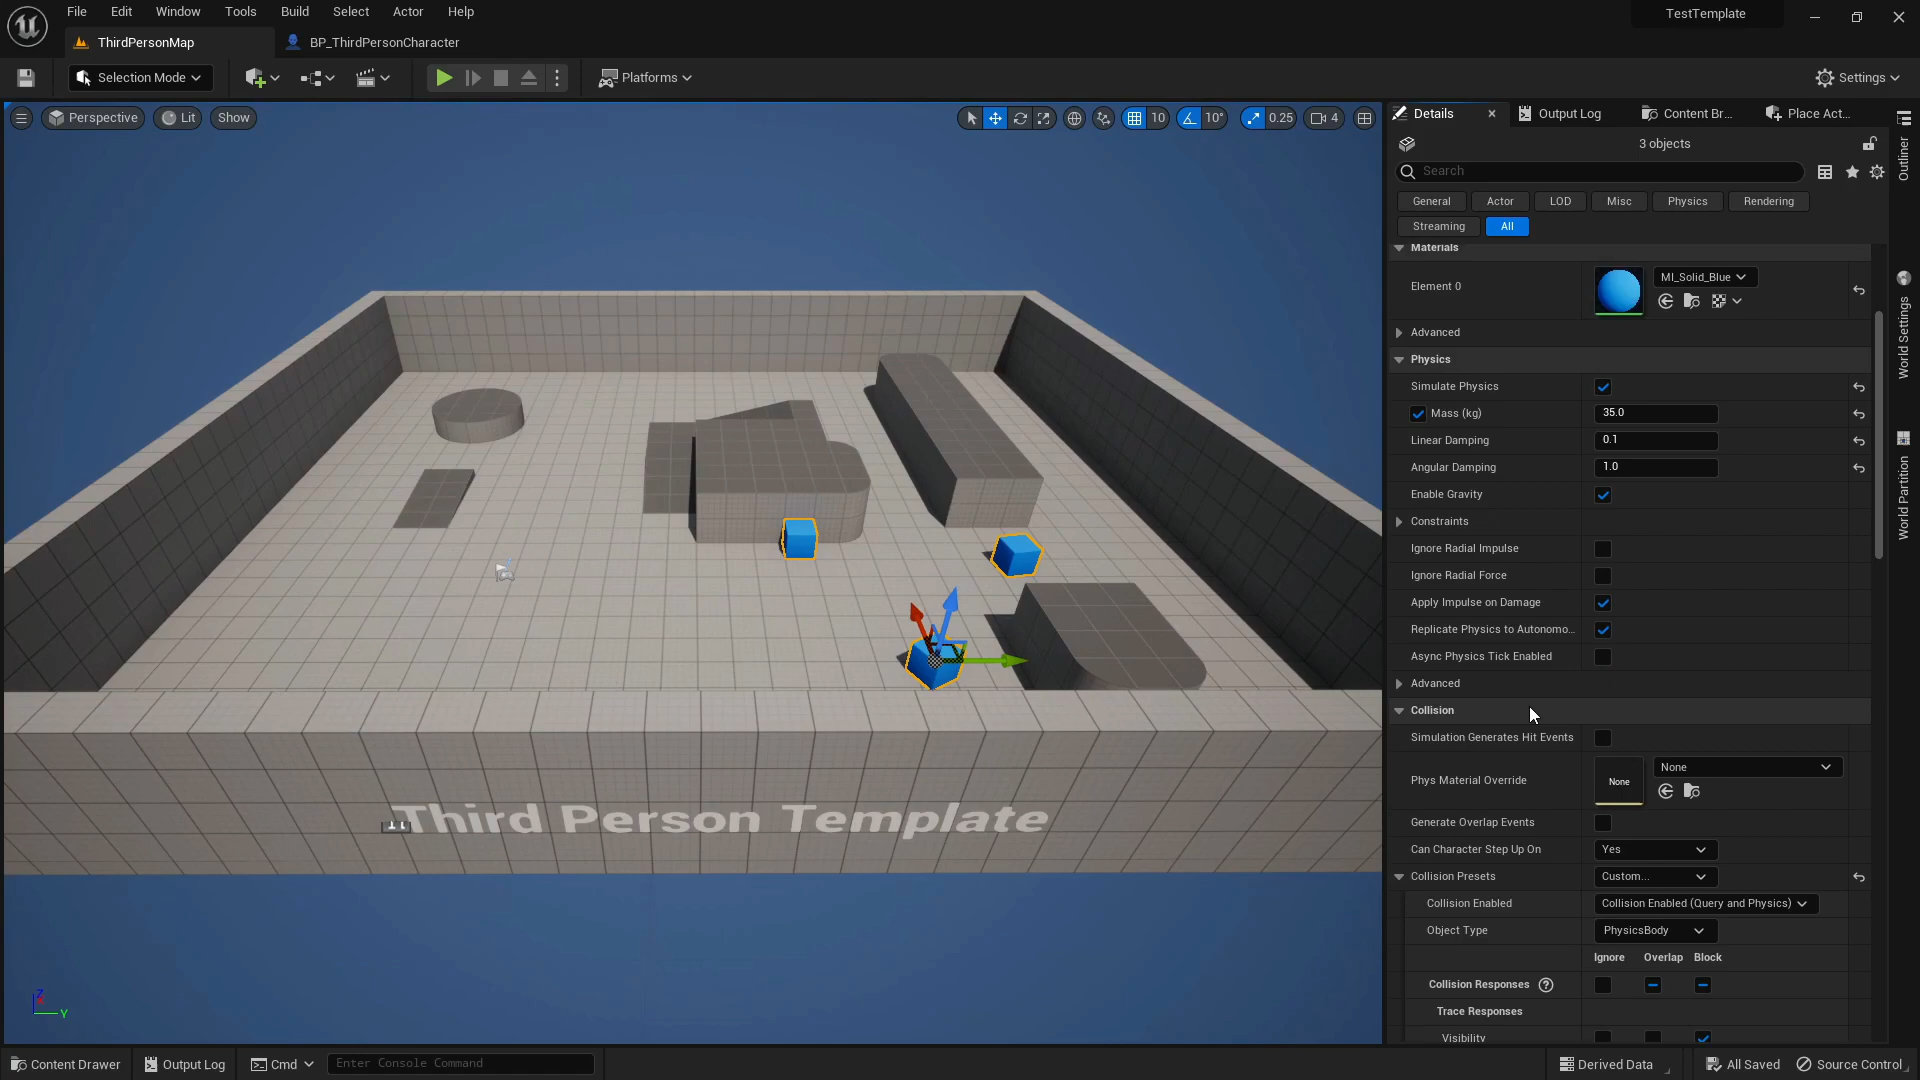 File Edit Window Tools Build Select Actor Help
TestTemplate
ThirdPersonMap
BP_ThirdPersonCharacter
Selection Mode
Platforms
Settings
Perspective
Lit
Show
10
10°
0.25
4
Details
Output Log
Content Br...
Place Act...
3 objects
Search
General
Actor
LOD
Misc
Physics
Rendering
Streaming
All
Materials
Element 0
MI_Solid_Blue
Advanced
Physics
Simulate Physics
Mass (kg)
35.0
Linear Damping
0.1
Angular Damping
1.0
Enable Gravity
Constraints
Ignore Radial Impulse
Ignore Radial Force
Apply Impulse on Damage
Replicate Physics to Autonomo...
Async Physics Tick Enabled
Advanced
Collision
Simulation Generates Hit Events
Phys Material Override
None
None
Generate Overlap Events
Can Character Step Up On
Yes
Collision Presets
Custom...
Collision Enabled
Collision Enabled (Query and Physics)
Object Type
PhysicsBody
Ignore Overlap Block
Collision Responses
?
Trace Responses
Visibility
Outliner
World Settings
World Partition
Third Person Template
Z
Y
Content Drawer
Output Log
Cmd
Enter Console Command
Derived Data
All Saved
Source Control